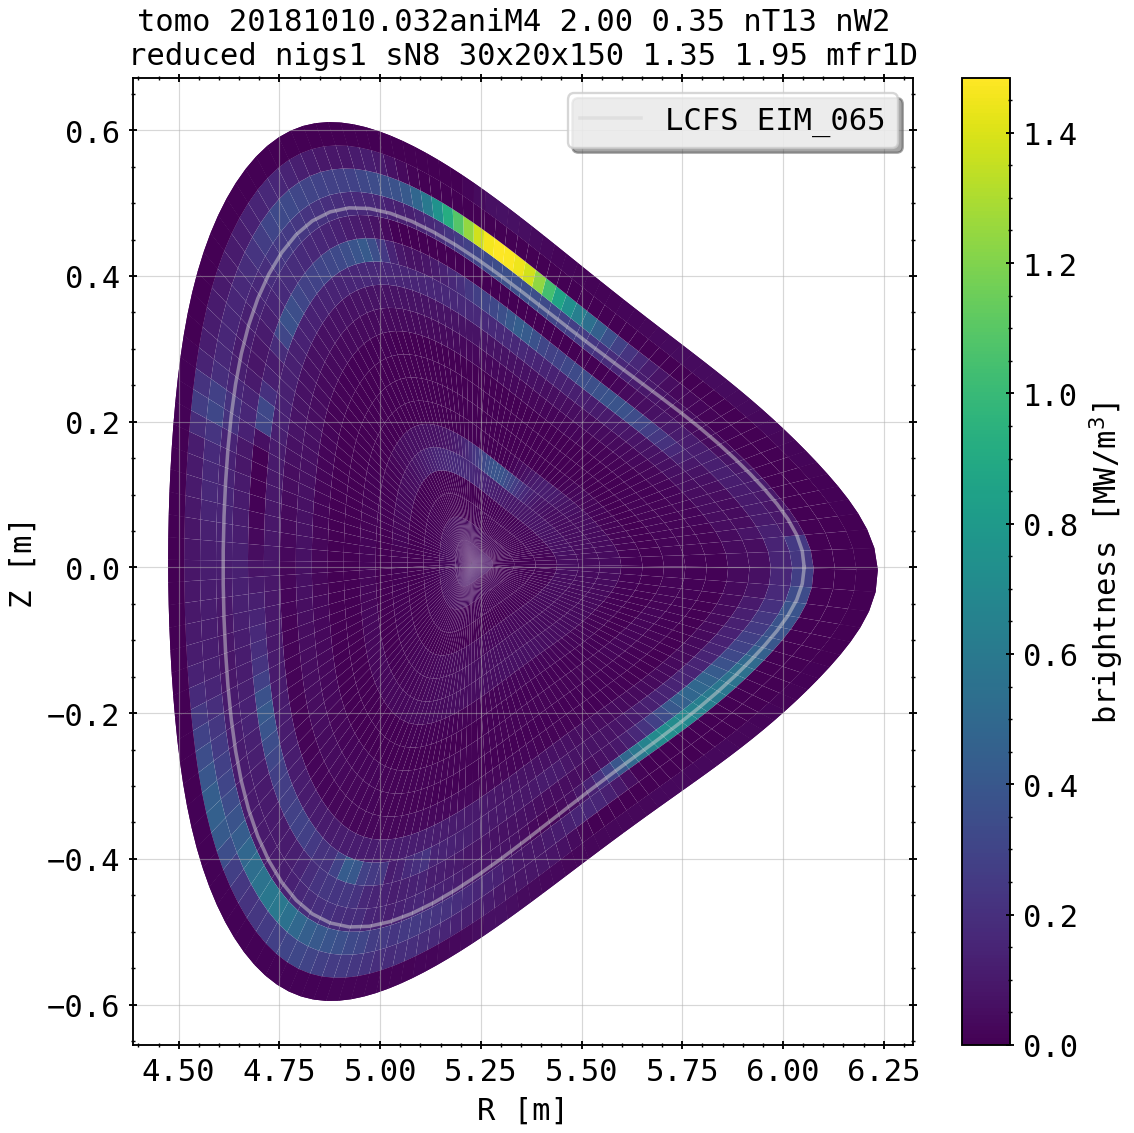 tomo 20181010.032aniM4 2.00 0.35 nT13 nW2
reduced nigs1 sN8 30x20x150 1.35 1.95 mfr1D
LCFS EIM_065
0.6
0.4
0.2
0.0
−0.2
−0.4
−0.6
Z [m]
4.50 4.75 5.00 5.25 5.50 5.75 6.00 6.25
R [m]
1.4
1.2
1.0
0.8
0.6
0.4
0.2
0.0
brightness [MW/m³]